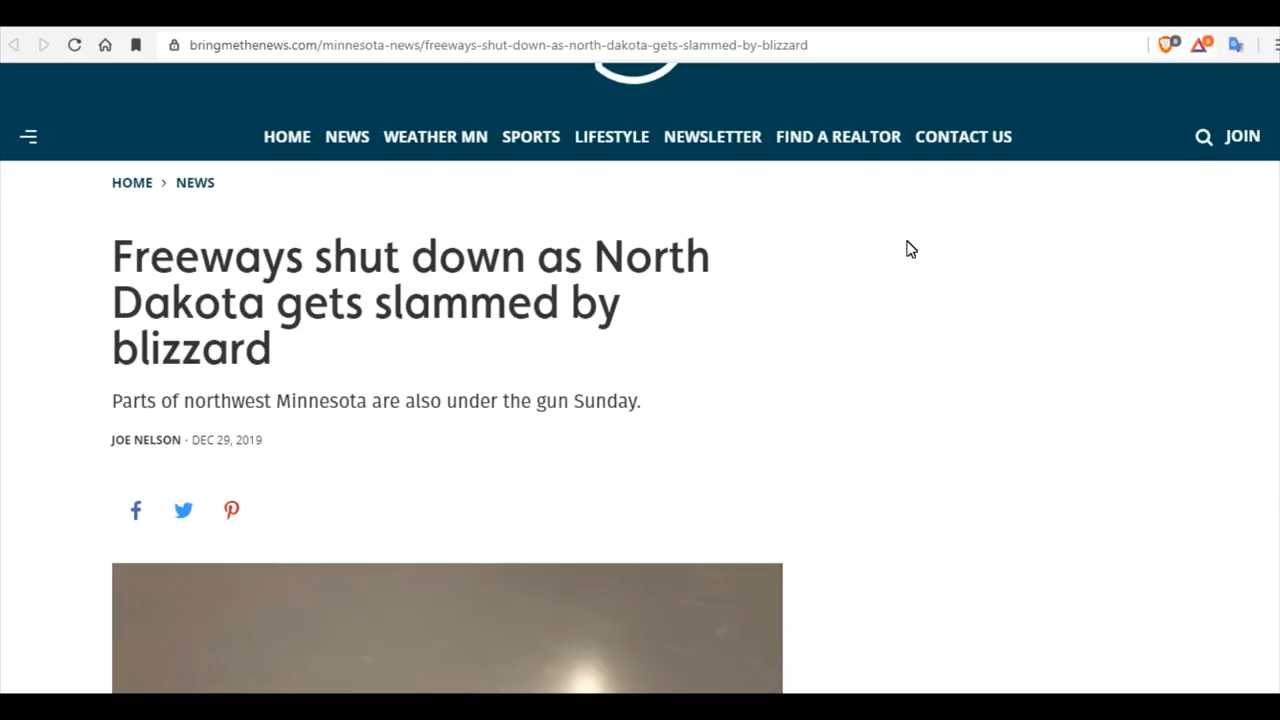 bringmethenews.com/minnesota-news/freeways-shut-down-as-north-dakota-gets-slammed-by-blizzard
HOME NEWS WEATHER MN SPORTS LIFESTYLE NEWSLETTER FIND A REALTOR CONTACT US JOIN
HOME > NEWS
Freeways shut down as North
Dakota gets slammed by
blizzard
Parts of northwest Minnesota are also under the gun Sunday.
JOE NELSON · DEC 29, 2019